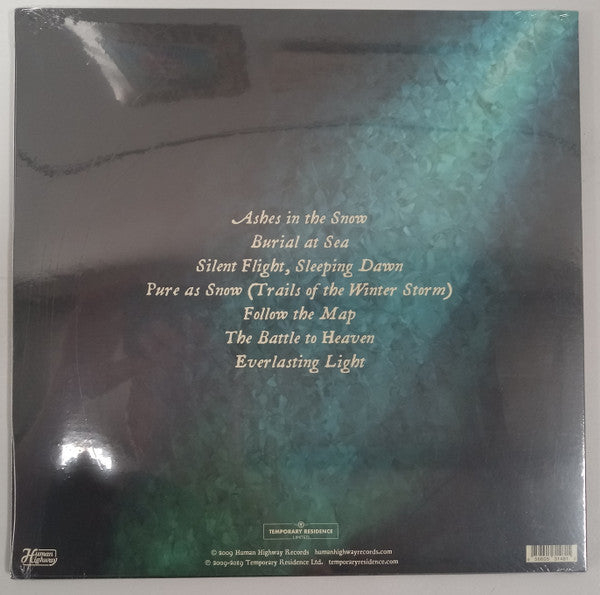 Ashes in the Snow
Burial at Sea
Silent Flight, Sleeping Dawn
Pure as Snow (Trails of the Winter Storm)
Follow the Map
The Battle to Heaven
Everlasting Light
TEMPORARY RESIDENCE
LIMITED
© 2009 Human Highway Records humanhighwayrecords.com
℗ 2009-2019 Temporary Residence Ltd. temporaryresidence.com
Human
Highway